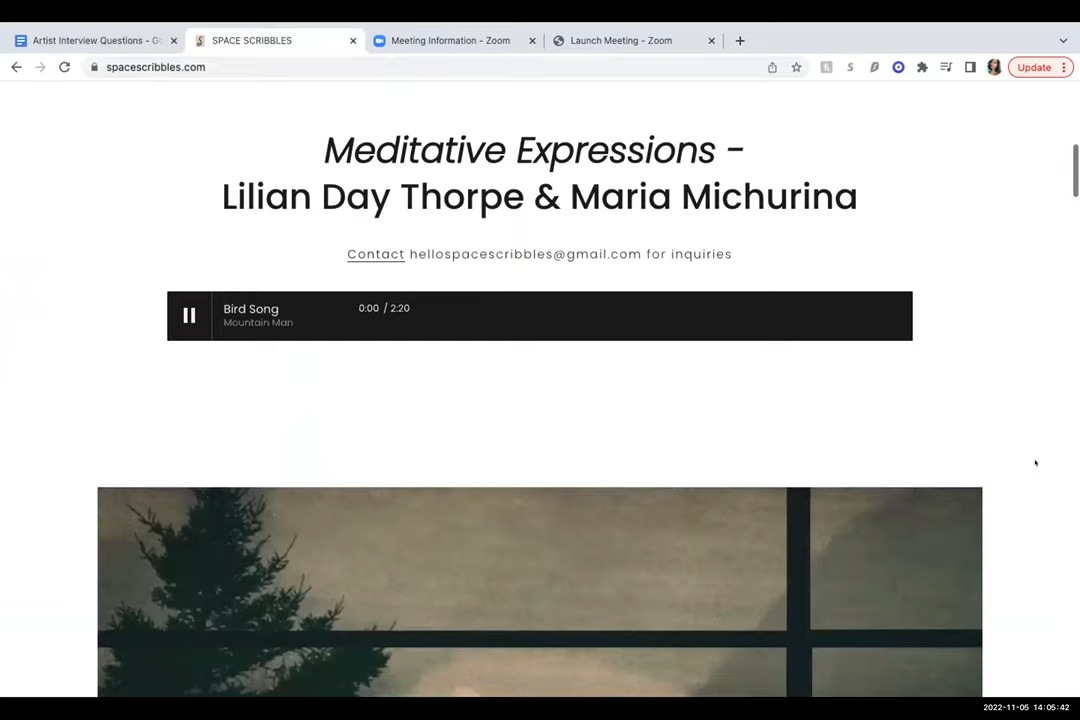 Artist Interview Questions - Go
SPACE SCRIBBLES
Meeting Information - Zoom
Launch Meeting - Zoom
spacescribbles.com
Update
Meditative Expressions -
Lilian Day Thorpe & Maria Michurina
Contact hellospacescribbles@gmail.com for inquiries
Bird Song
0:00 / 2:20
Mountain Man
2022-11-05 14:05:42